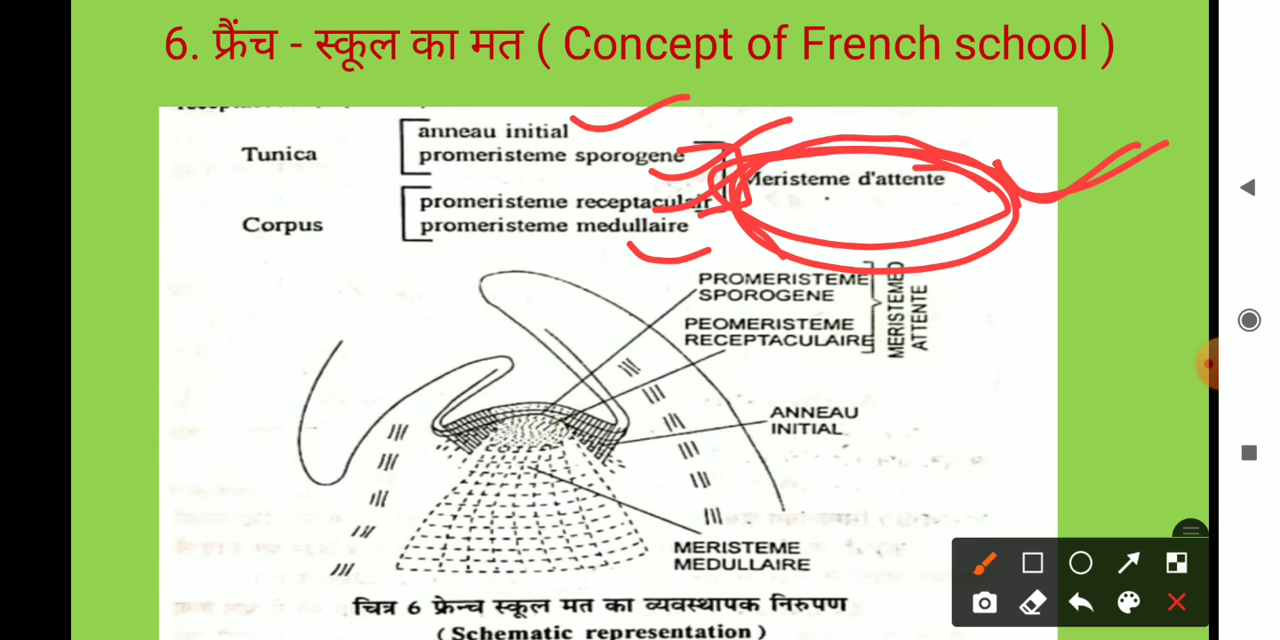 6. फ्रैंच - स्कूल का मत ( Concept of French school )
anneau initial
Tunica
promeristeme sporogene
Meristeme d'attente
promeristeme receptaculair
Corpus
promeristeme medullaire
PROMERISTEME
SPOROGENE
PEOMERISTEME
RECEPTACULAIRE
MERISTEMED
ATTENTE
ANNEAU
INITIAL
MERISTEME
MEDULLAIRE
चित्र 6 फ्रेन्च स्कूल मत का व्यवस्थापक निरुपण
( Schematic representation )